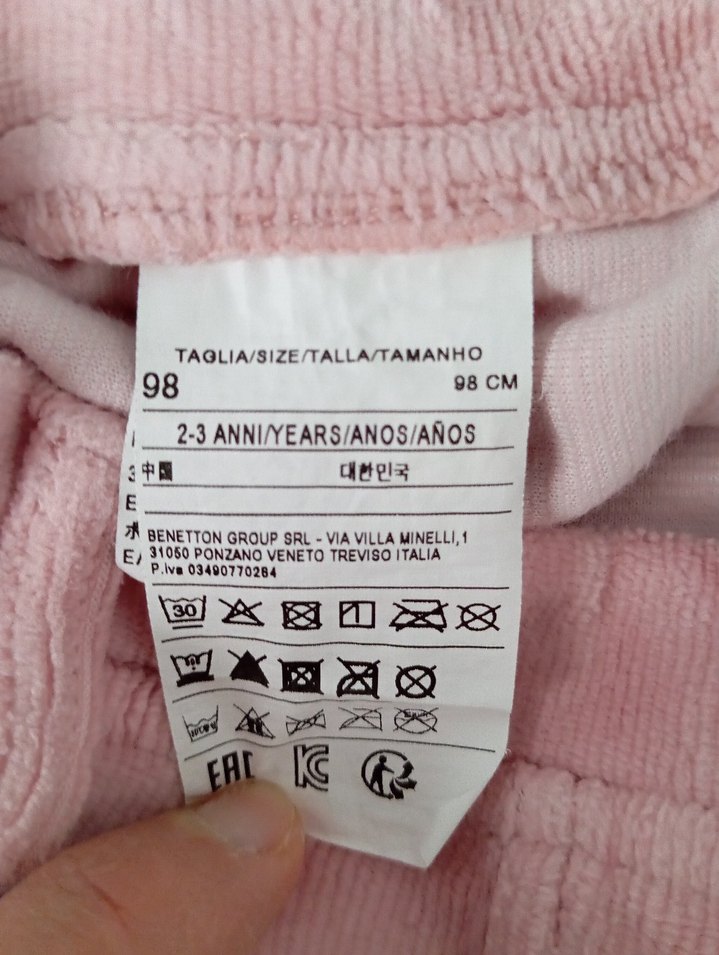 TAGLIA/SIZE/TALLA/TAMANHO
98 98 CM
2-3 ANNI/YEARS/ANOS/AÑOS
中国 대한민국
BENETTON GROUP SRL - VIA VILLA MINELLI,1
31050 PONZANO VENETO TREVISO ITALIA
P.Iva 03490770264
30
EAC KC